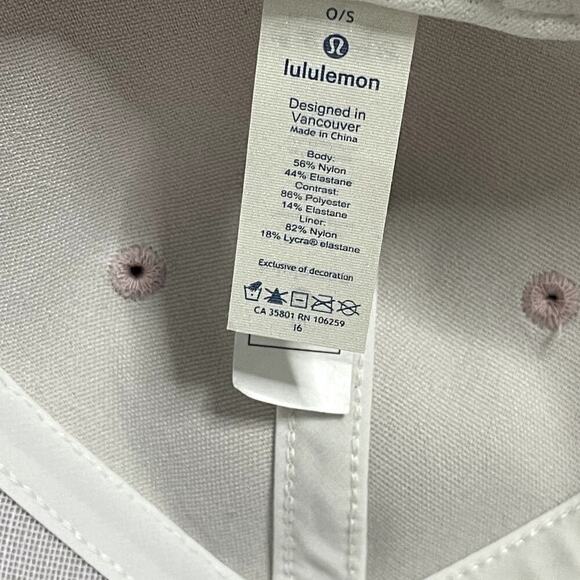 O/S
lululemon
Designed in
Vancouver
Made in China
Body:
56% Nylon
44% Elastane
Contrast:
86% Polyester
14% Elastane
Liner:
82% Nylon
18% Lycra® elastane
Exclusive of decoration
CA 35801 RN 106259
16